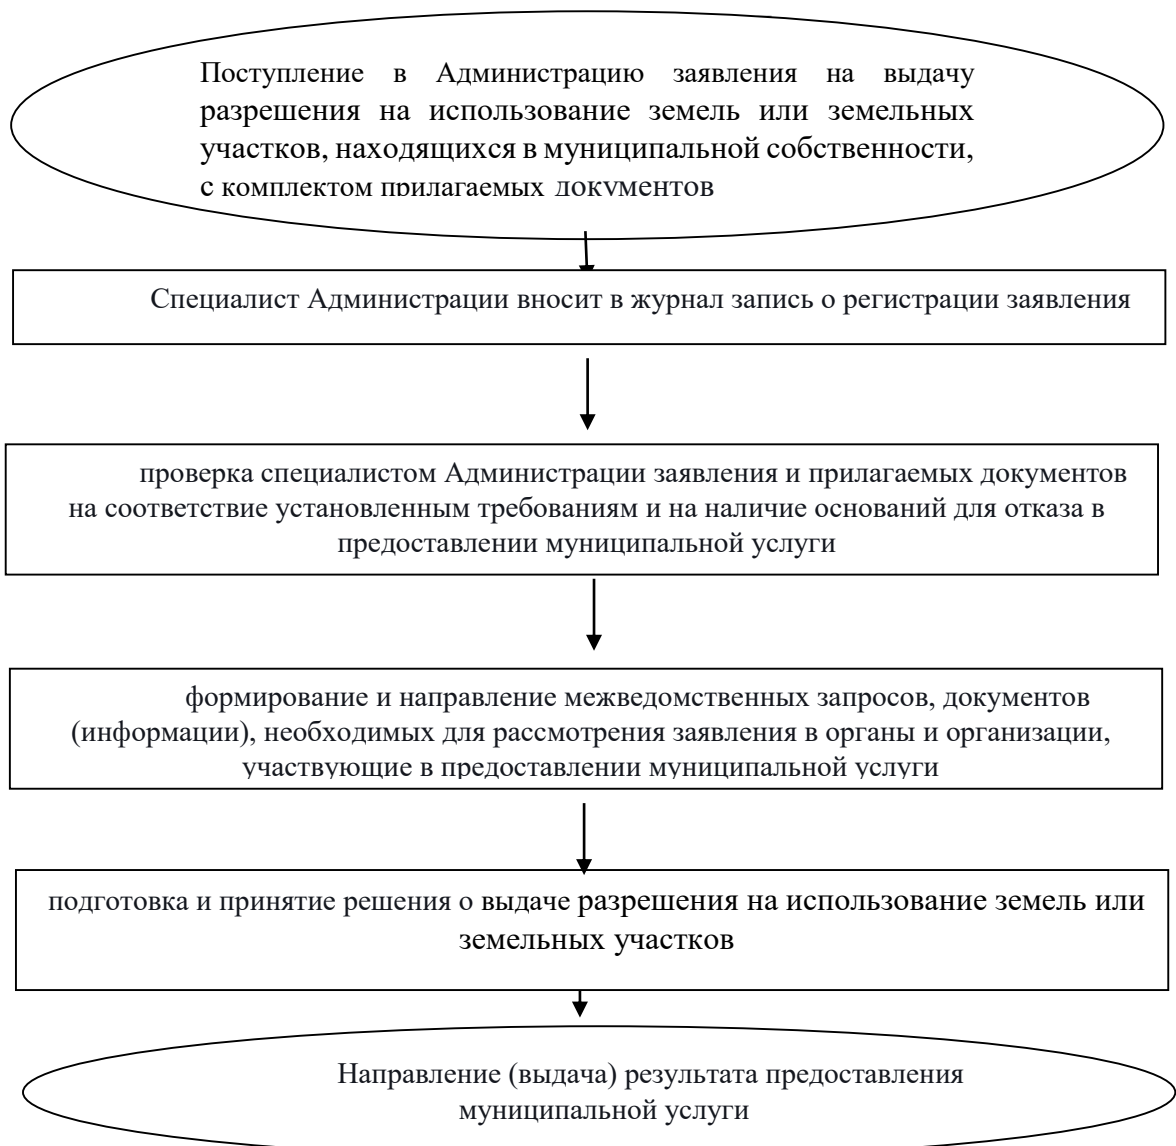 Поступление в Администрацию заявления на выдачу
разрешения на использование земель или земельных
участков, находящихся в муниципальной собственности,
с комплектом прилагаемых документов
Специалист Администрации вносит в журнал запись о регистрации заявления
проверка специалистом Администрации заявления и прилагаемых документов
на соответствие установленным требованиям и на наличие оснований для отказа в
предоставлении муниципальной услуги
формирование и направление межведомственных запросов, документов
(информации), необходимых для рассмотрения заявления в органы и организации,
участвующие в предоставлении муниципальной услуги
подготовка и принятие решения о выдаче разрешения на использование земель или
земельных участков
Направление (выдача) результата предоставления
муниципальной услуги